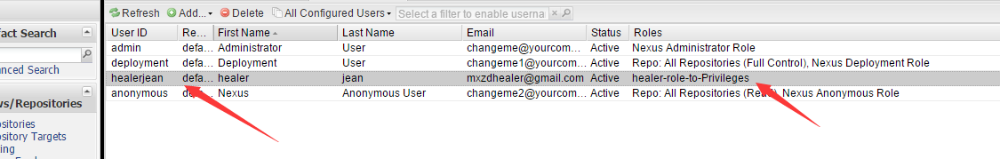 Refresh Add... Delete All Configured Users Select a filter to enable userna
fact Search
anced Search
ws/Repositories
ositories
ository Targets
ing
User ID Re... First Name Last Name Email Status Roles
admin defa... Administrator User changeme@yourcom... Active Nexus Administrator Role
deployment defa... Deployment User changeme1@yourcom... Active Repo: All Repositories (Full Control), Nexus Deployment Role
healerjean defa... healer jean mxzdhealer@gmail.com Active healer-role-to-Privileges
anonymous defa... Nexus Anonymous User changeme2@yourcom... Active Repo: All Repositories (Read), Nexus Anonymous Role